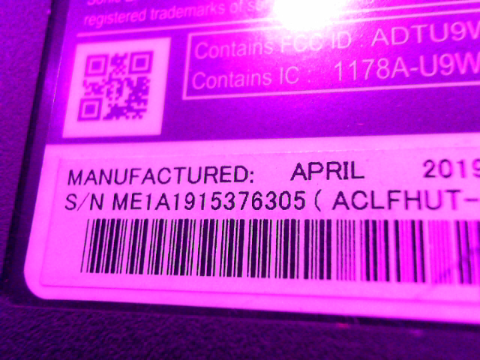 registered trademarks of
Contains FCC ID : ADTU9W
Contains IC : 1178A-U9W
MANUFACTURED: APRIL 2019
S/N ME1A1915376305 ( ACLFHUT-